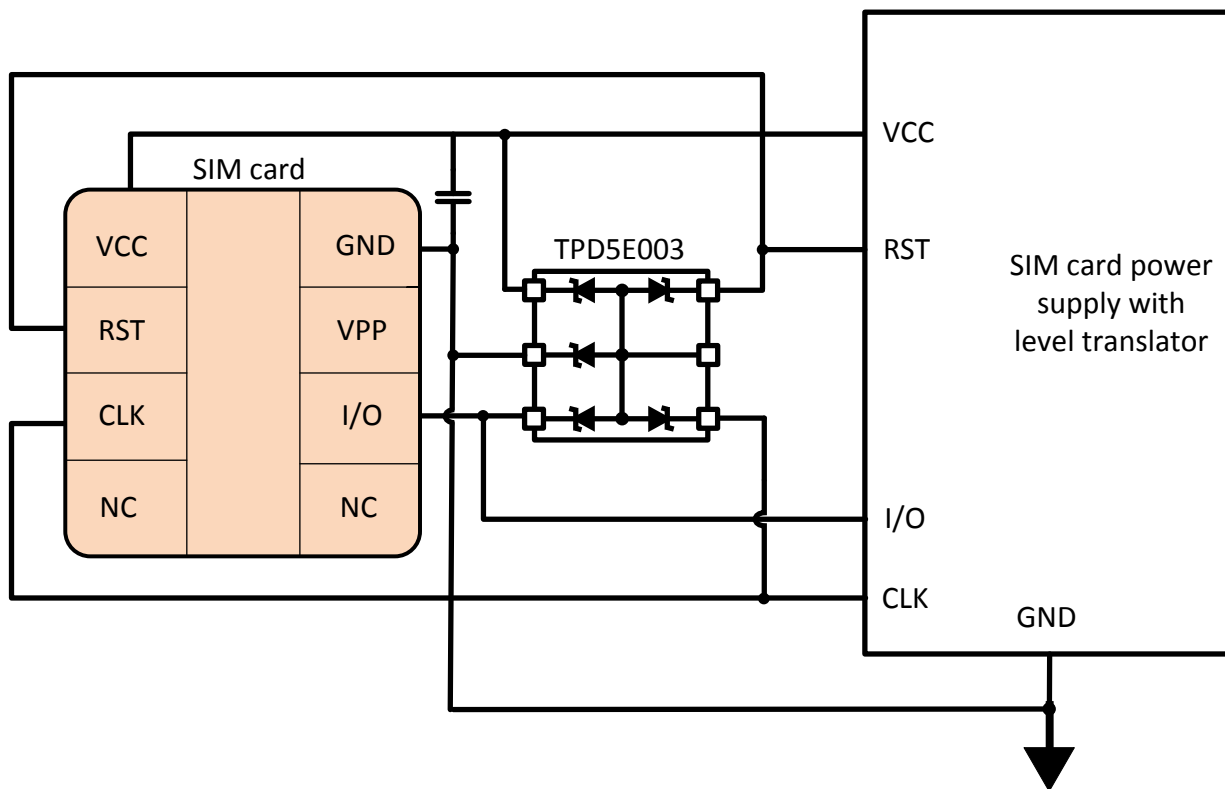 SIM card
VCC
GND
RST
VPP
CLK
I/O
NC
NC
TPD5E003
VCC
RST
SIM card power
supply with
level translator
I/O
CLK
GND